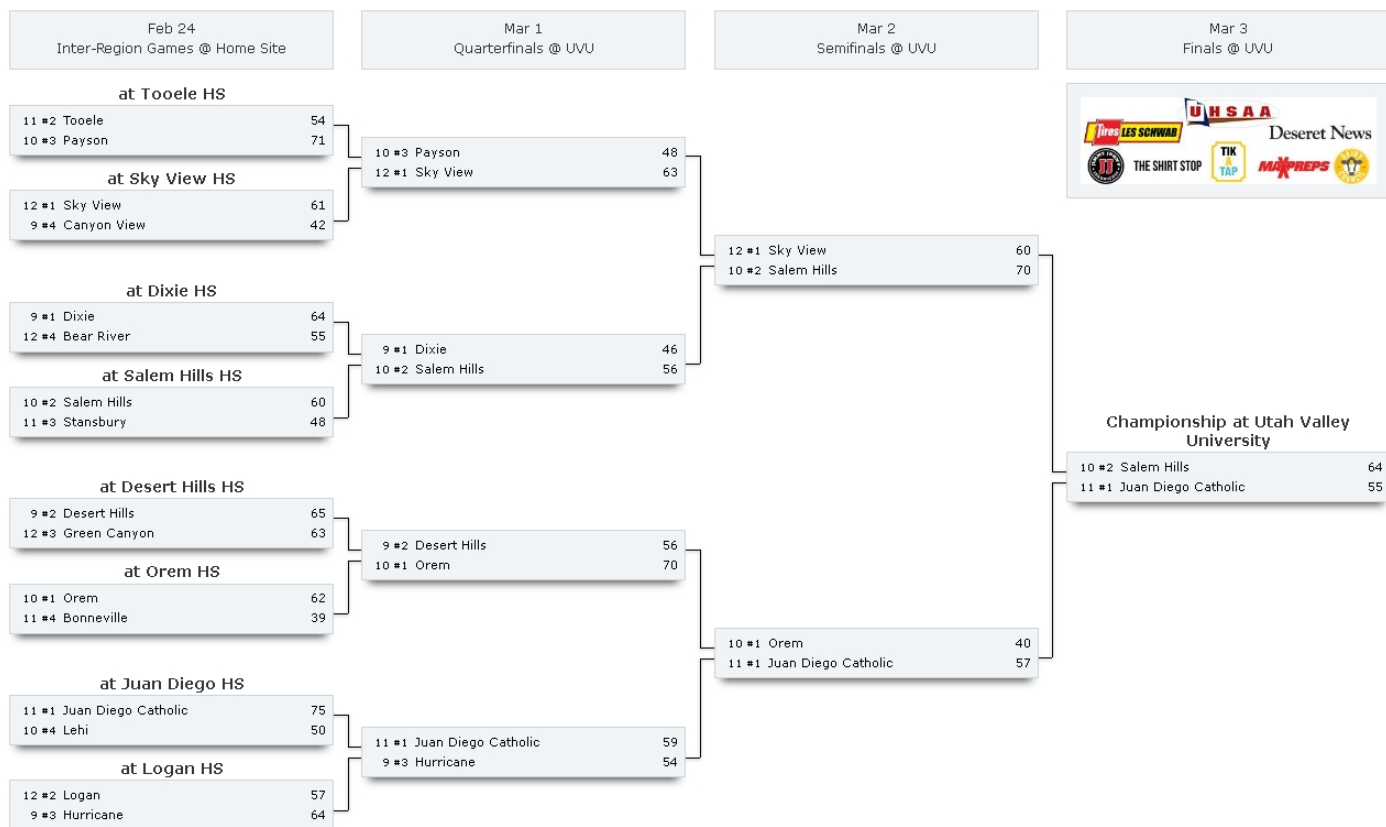 Feb 24
Inter-Region Games @ Home Site
Mar 1
Quarterfinals @ UVU
Mar 2
Semifinals @ UVU
Mar 3
Finals @ UVU
at Tooele HS
11 #2 Tooele 54
10 #3 Payson 71
at Sky View HS
12 #1 Sky View 61
9 #4 Canyon View 42
at Dixie HS
9 #1 Dixie 64
12 #4 Bear River 55
at Salem Hills HS
10 #2 Salem Hills 60
11 #3 Stansbury 48
at Desert Hills HS
9 #2 Desert Hills 65
12 #3 Green Canyon 63
at Orem HS
10 #1 Orem 62
11 #4 Bonneville 39
at Juan Diego HS
11 #1 Juan Diego Catholic 75
10 #4 Lehi 50
at Logan HS
12 #2 Logan 57
9 #3 Hurricane 64
10 #3 Payson 48
12 #1 Sky View 63
9 #1 Dixie 46
10 #2 Salem Hills 56
9 #2 Desert Hills 56
10 #1 Orem 70
11 #1 Juan Diego Catholic 59
9 #3 Hurricane 54
12 #1 Sky View 60
10 #2 Salem Hills 70
10 #1 Orem 40
11 #1 Juan Diego Catholic 57
UHSAA
Tires LES SCHWAB
Deseret News
JJ
THE SHIRT STOP
TIK
A
TAP
MAXPREPS
Championship at Utah Valley
University
10 #2 Salem Hills 64
11 #1 Juan Diego Catholic 55